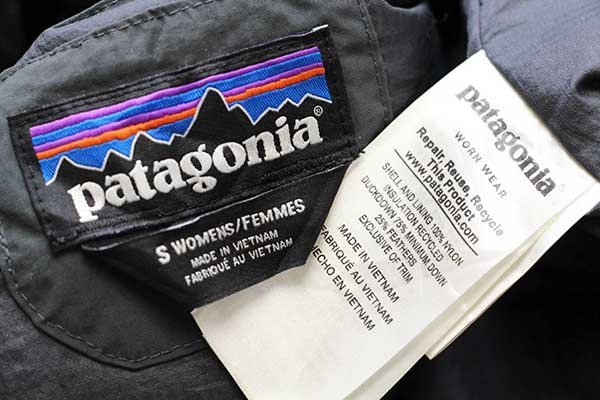 patagonia®
S WOMENS/FEMMES
MADE IN VIETNAM
FABRIQUÉ AU VIETNAM
patagonia®
WORN WEAR
Repair, Reuse, Recycle
This Product
www.patagonia.com
SHELL AND LINING 100% NYLON
INSULATION RECYCLED
DUCKDOWN 75% MINIMUM DOWN
25% FEATHERS
EXCLUSIVE OF TRIM
MADE IN VIETNAM
FABRIQUÉ AU VIETNAM
HECHO EN VIETNAM